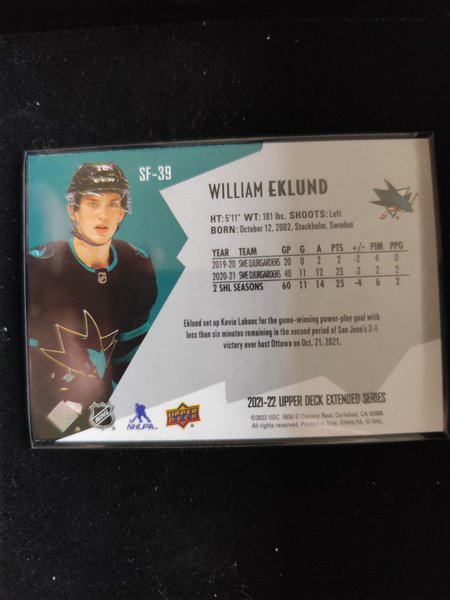 SF-39
WILLIAM EKLUND
HT: 5'11" WT: 181 lbs. SHOOTS: Left
BORN: October 12, 2002, Stockholm, Sweden
YEAR TEAM GP G A PTS +/- PIM PPG
2019-20 SWE DJURGARDENS 20 0 2 2 -2 4 0
2020-21 SWE DJURGARDENS 40 11 12 23 -2 2 2
2 SHL SEASONS 60 11 14 25 -4 6 2
Eklund set up Kevin Labanc for the game-winning power-play goal with
less than six minutes remaining in the second period of San Jose's 2-1
victory over host Ottawa on Oct. 21, 2021.
2021-22 UPPER DECK EXTENDED SERIES
©2022 UDC. 5830 El Camino Real, Carlsbad, CA 92008.
All rights reserved. Printed in Italy. ©NHLPA. © NHL.
NHL
NHLPA
UPPER
DECK